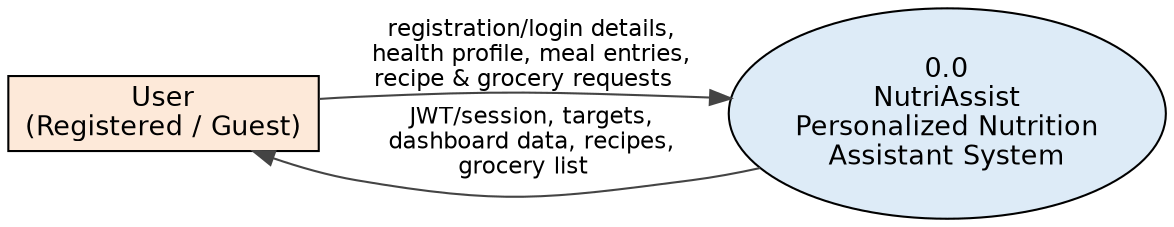 User
(Registered / Guest)
registration/login details,
health profile, meal entries,
recipe & grocery requests
JWT/session, targets,
dashboard data, recipes,
grocery list
0.0
NutriAssist
Personalized Nutrition
Assistant System